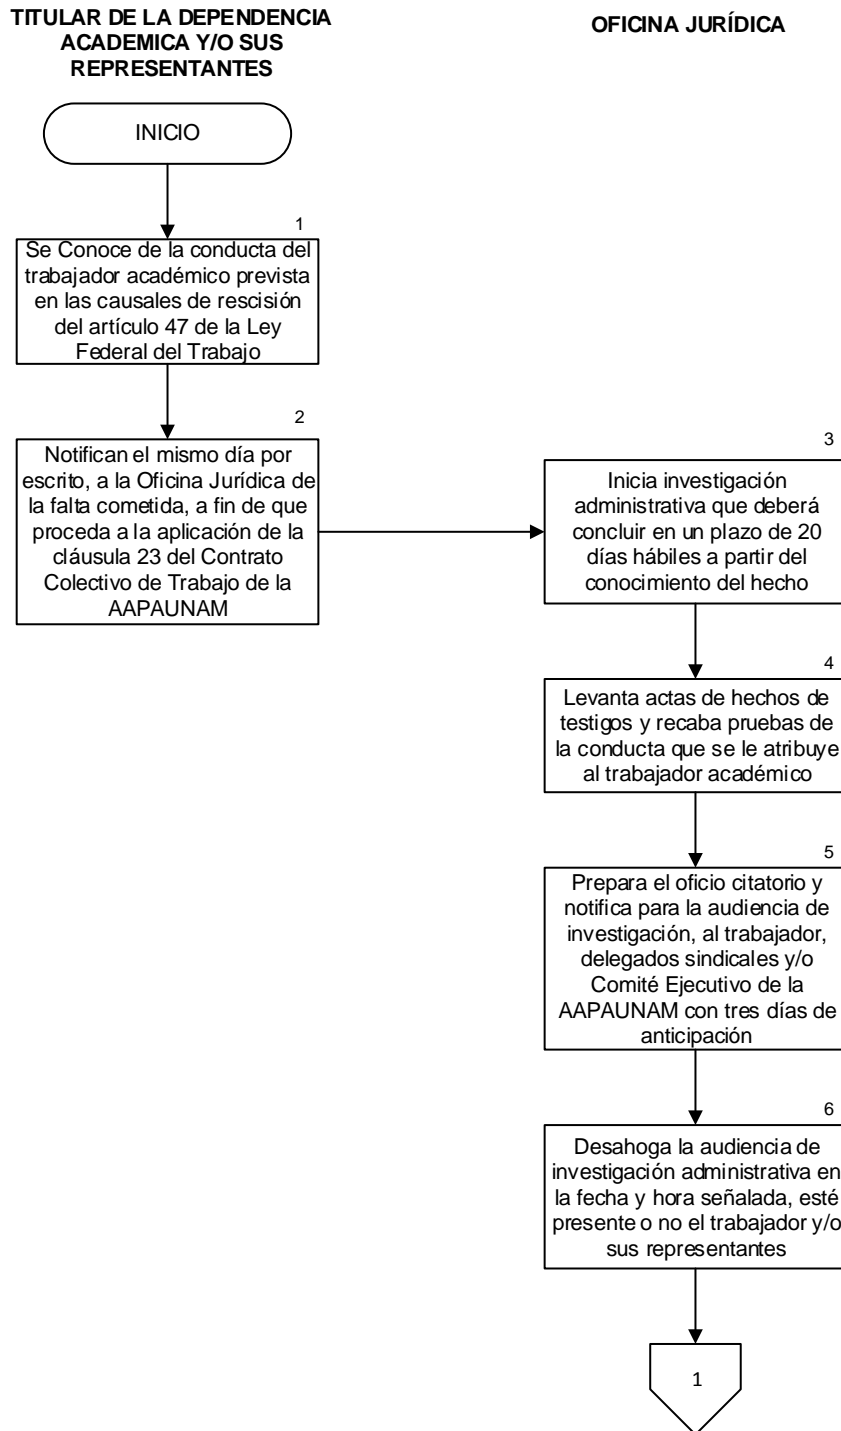 TITULAR DE LA DEPENDENCIA
ACADEMICA Y/O SUS
REPRESENTANTES
OFICINA JURÍDICA
INICIO
1
Se Conoce de la conducta del
trabajador académico prevista
en las causales de rescisión
del artículo 47 de la Ley
Federal del Trabajo
2
Notifican el mismo día por
escrito, a la Oficina Jurídica de
la falta cometida, a fin de que
proceda a la aplicación de la
cláusula 23 del Contrato
Colectivo de Trabajo de la
AAPAUNAM
3
Inicia investigación
administrativa que deberá
concluir en un plazo de 20
días hábiles a partir del
conocimiento del hecho
4
Levanta actas de hechos de
testigos y recaba pruebas de
la conducta que se le atribuye
al trabajador académico
5
Prepara el oficio citatorio y
notifica para la audiencia de
investigación, al trabajador,
delegados sindicales y/o
Comité Ejecutivo de la
AAPAUNAM con tres días de
anticipación
6
Desahoga la audiencia de
investigación administrativa en
la fecha y hora señalada, esté
presente o no el trabajador y/o
sus representantes
1